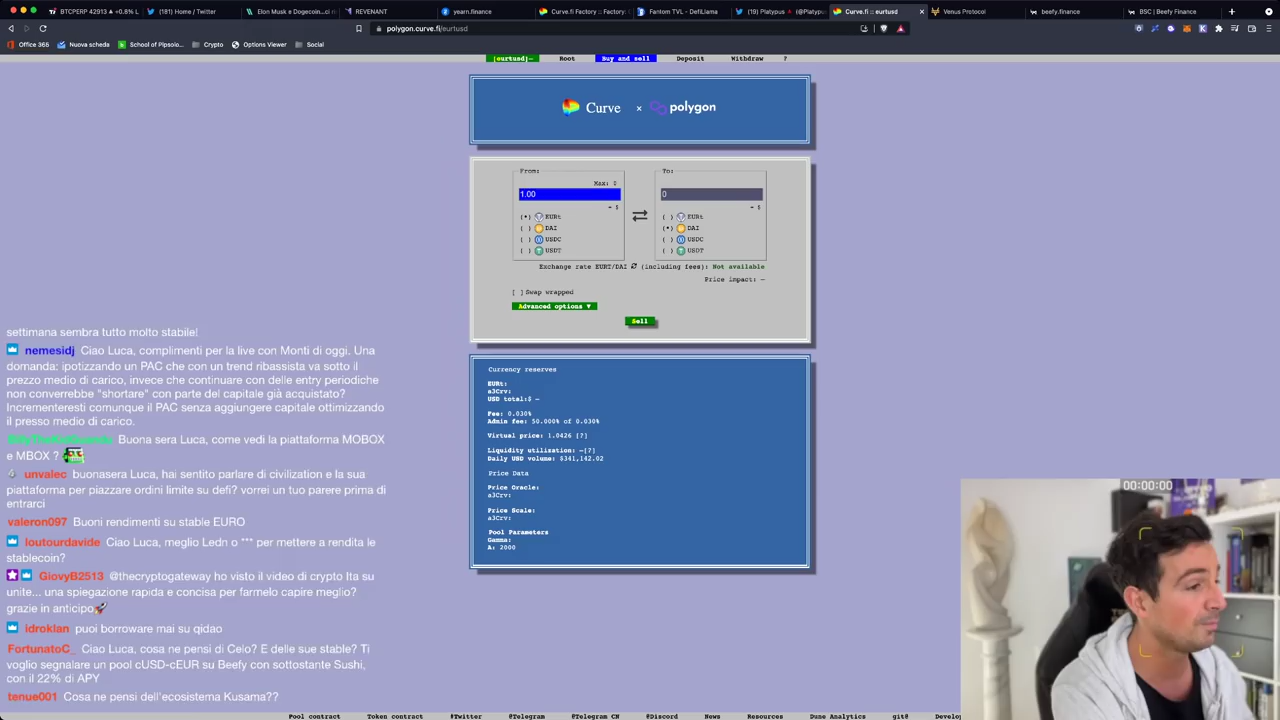 BTCPERP 42913 ▲ +0.82% L
(181) Home / Twitter
Elon Musk e Dogecoin...ci ri
REVENANT
yearn.finance
Curve.fi Factory :: Factory:
Fantom TVL - DefiLlama
(19) Platypus 🔺 (@Platypu
Curve.fi :: eurtusd
Venus Protocol
beefy.finance
BSC | Beefy Finance
polygon.curve.fi/eurtusd
Office 365
Nuova scheda
School of Pipsolo...
Crypto
Options Viewer
Social
[eurtusd]—
Root
Buy and sell
Deposit
Withdraw
?
Curve × polygon
From:
Max:
1.00
EURt
DAI
USDC
USDT
To:
0
EURt
DAI
USDC
USDT
Exchange rate EURT/DAI (including fees): Not available
Price impact: —
[ ] Swap wrapped
Advanced options ▼
Sell
Currency reserves
EURt:
a3Crv:
USD total:$ —
Fee: 0.030%
Admin fee: 50.000% of 0.030%
Virtual price: 1.0426 [?]
Liquidity utilization: —[?]
Daily USD volume: $341,142.02
Price Data
Price Oracle:
a3Crv:
Price Scale:
a3Crv:
Pool Parameters
Gamma:
A: 2000
settimana sembra tutto molto stabile!
nemesidj Ciao Luca, complimenti per la live con Monti di oggi. Una
domanda: ipotizzando un PAC che con un trend ribassista va sotto il
prezzo medio di carico, invece che continuare con delle entry periodiche
non converrebbe "shortare" con parte del capitale già acquistato?
Incrementeresti comunque il PAC senza aggiungere capitale ottimizzando
il presso medio di carico.
Buona sera Luca, come vedi la piattaforma MOBOX
e MBOX ?
unvalec buonasera Luca, hai sentito parlare di civilization e la sua
piattaforma per piazzare ordini limite su defi? vorrei un tuo parere prima di
entrarci
valeron097 Buoni rendimenti su stable EURO
loutourdavide Ciao Luca, meglio Ledn o *** per mettere a rendita le
stablecoin?
GiovyB2513 @thecryptogateway ho visto il video di crypto Ita su
unite... una spiegazione rapida e concisa per farmelo capire meglio?
grazie in anticipo🚀
idroklan puoi borroware mai su qidao
FortunatoC_ Ciao Luca, cosa ne pensi di Celo? E delle sue stable? Ti
voglio segnalare un pool cUSD-cEUR su Beefy con sottostante Sushi,
con il 22% di APY
tenue001 Cosa ne pensi dell'ecosistema Kusama??
00:00:00
Pool contract
Token contract
#Twitter
@Telegram
@Telegram CN
@Discord
News
Resources
Dune Analytics
git@
Develop